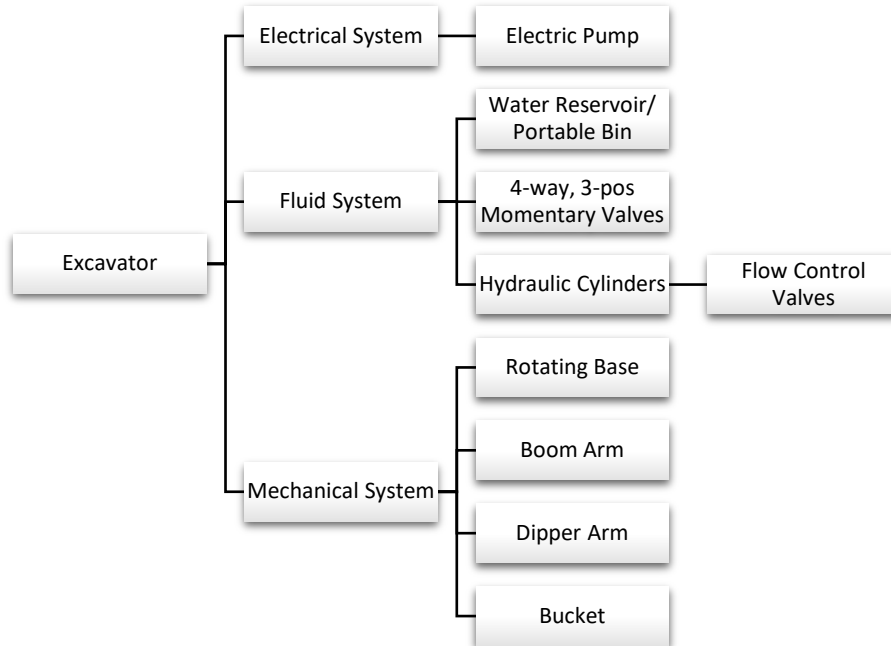 Electrical System
Electric Pump
Water Reservoir/
Portable Bin
Fluid System
4-way, 3-pos
Momentary Valves
Excavator
Hydraulic Cylinders
Flow Control
Valves
Rotating Base
Boom Arm
Mechanical System
Dipper Arm
Bucket